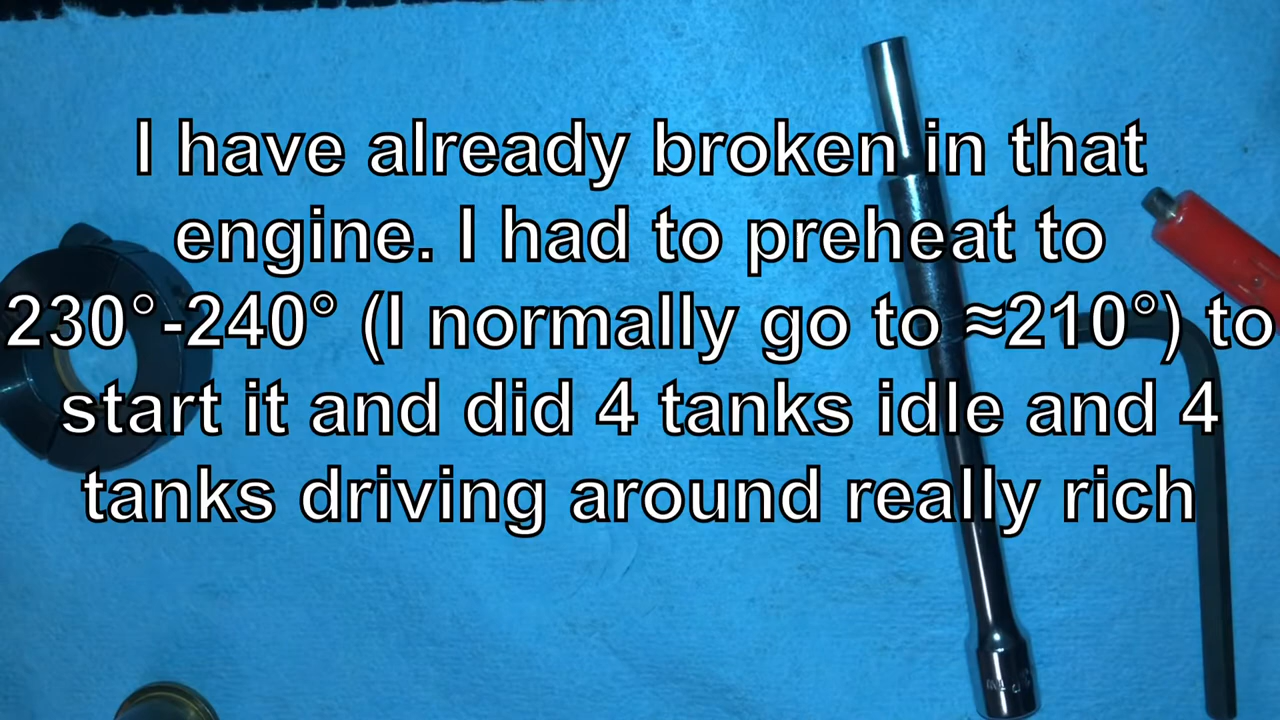 I have already broken in that
engine. I had to preheat to
230°-240° (I normally go to ≈210°) to
start it and did 4 tanks idle and 4
tanks driving around really rich